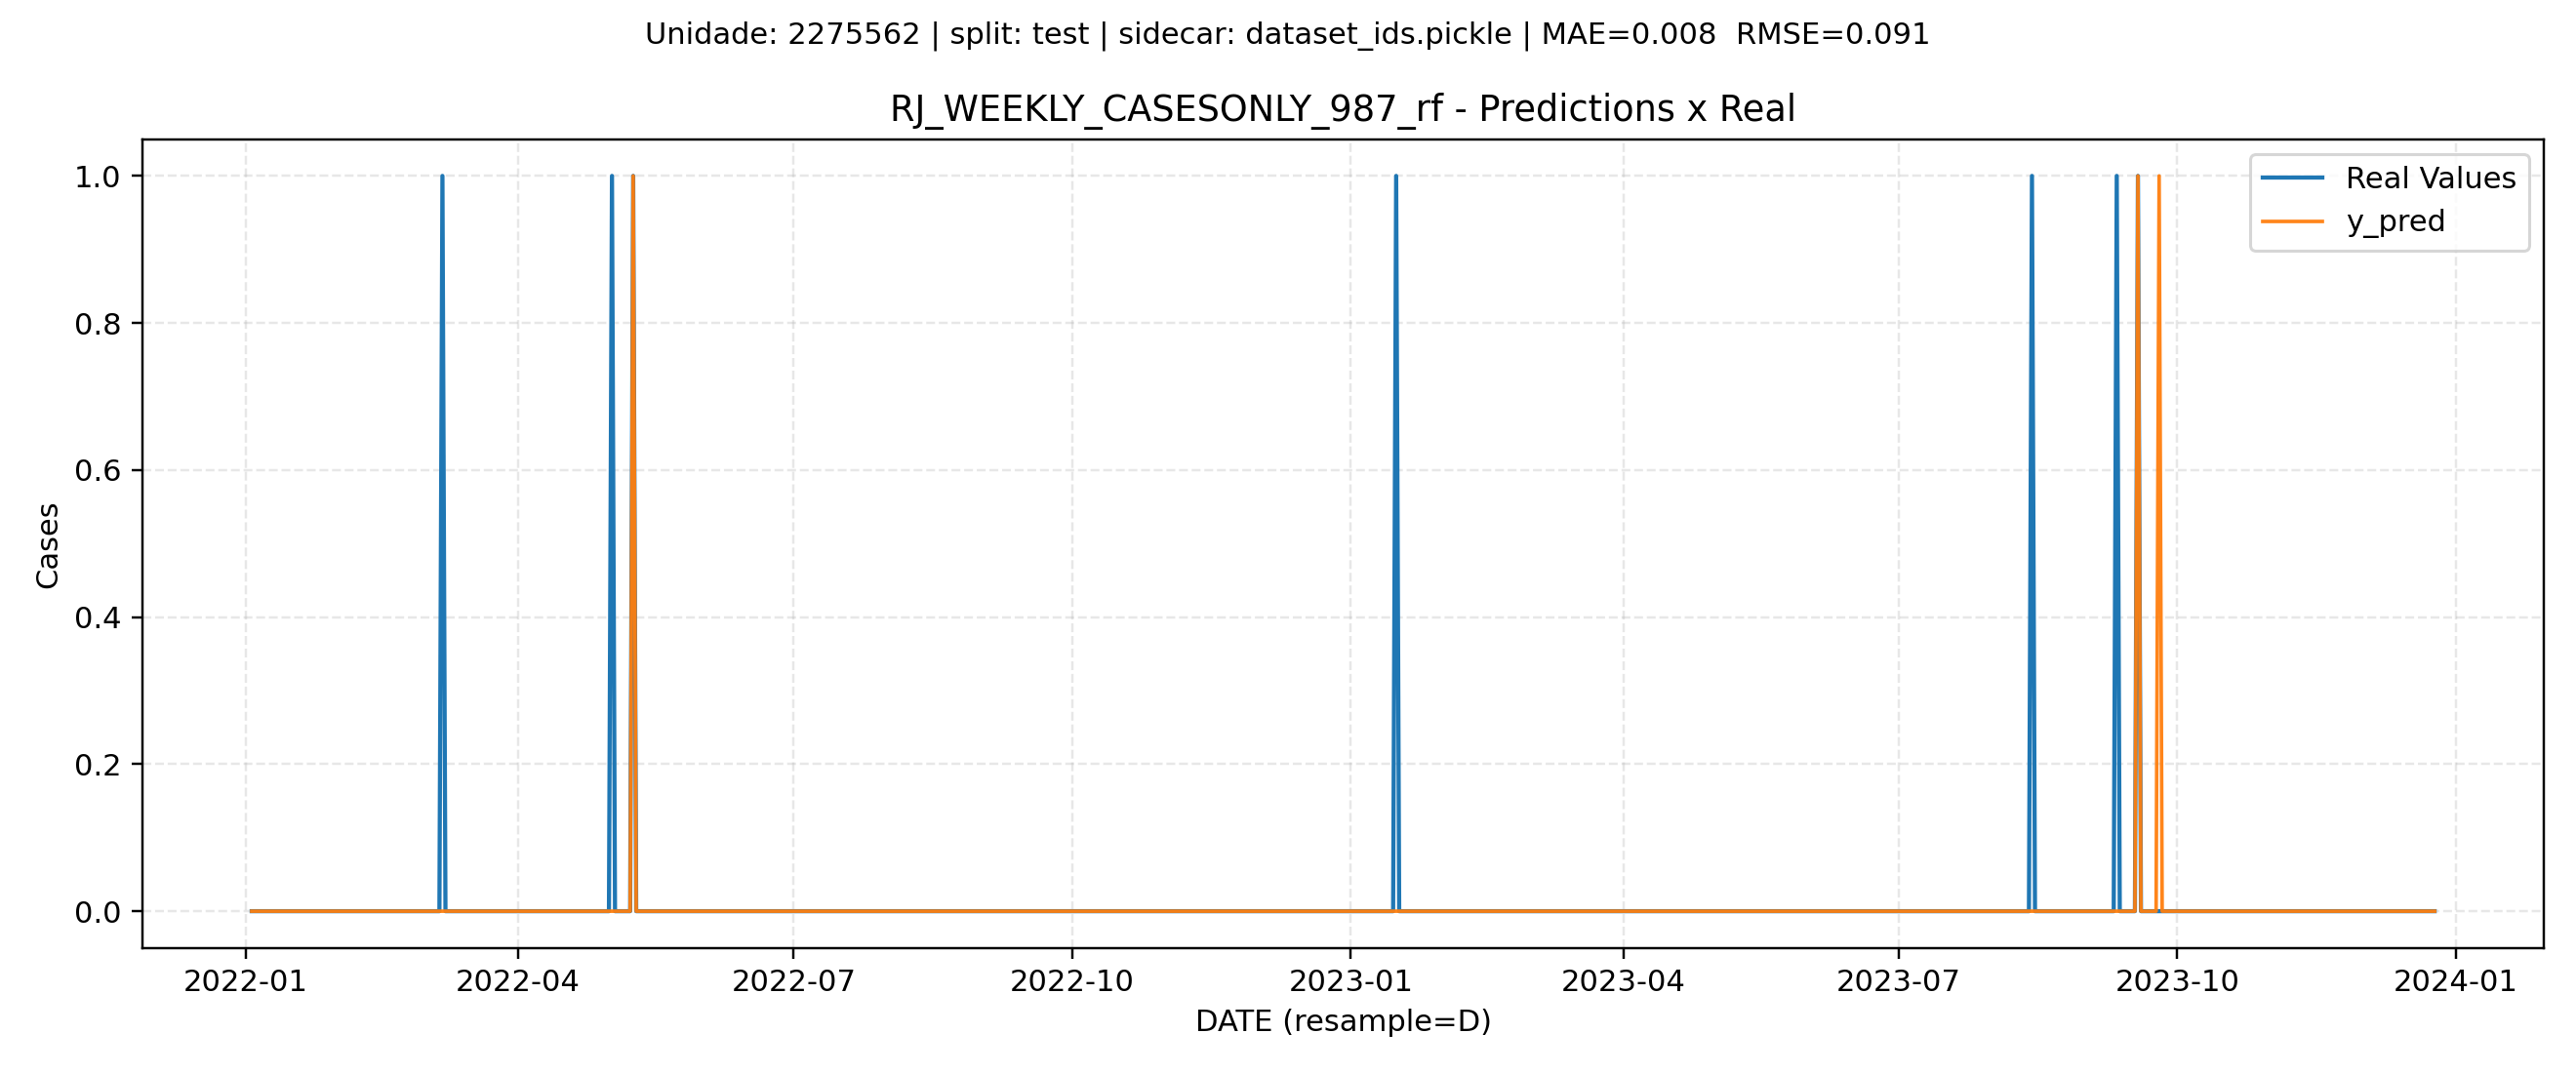 Unidade: 2275562 | split: test | sidecar: dataset_ids.pickle | MAE=0.008  RMSE=0.091
RJ_WEEKLY_CASESONLY_987_rf - Predictions x Real
Real Values
y_pred
Cases
1.0
0.8
0.6
0.4
0.2
0.0
2022-01
2022-04
2022-07
2022-10
2023-01
2023-04
2023-07
2023-10
2024-01
DATE (resample=D)